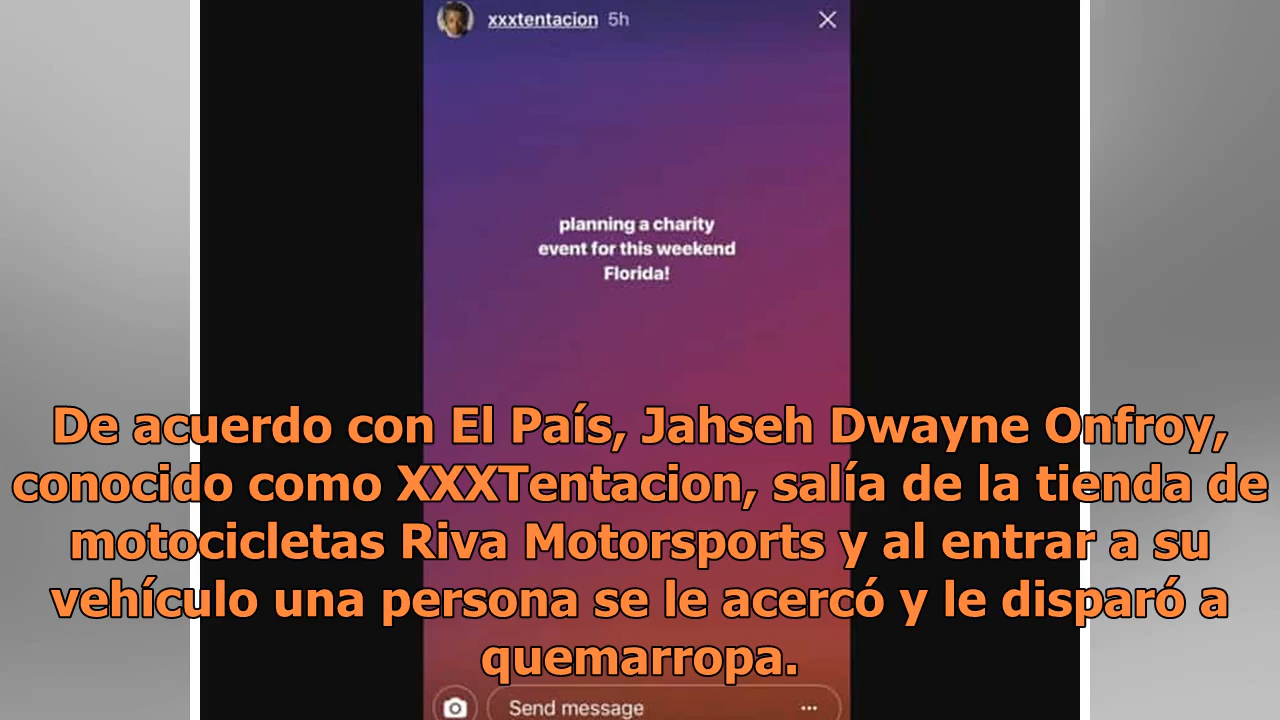 xxxtentacion 5h
planning a charity
event for this weekend
Florida!
De acuerdo con El País, Jahseh Dwayne Onfroy,
conocido como XXXTentacion, salía de la tienda de
motocicletas Riva Motorsports y al entrar a su
vehículo una persona se le acercó y le disparó a
quemarropa.
Send message